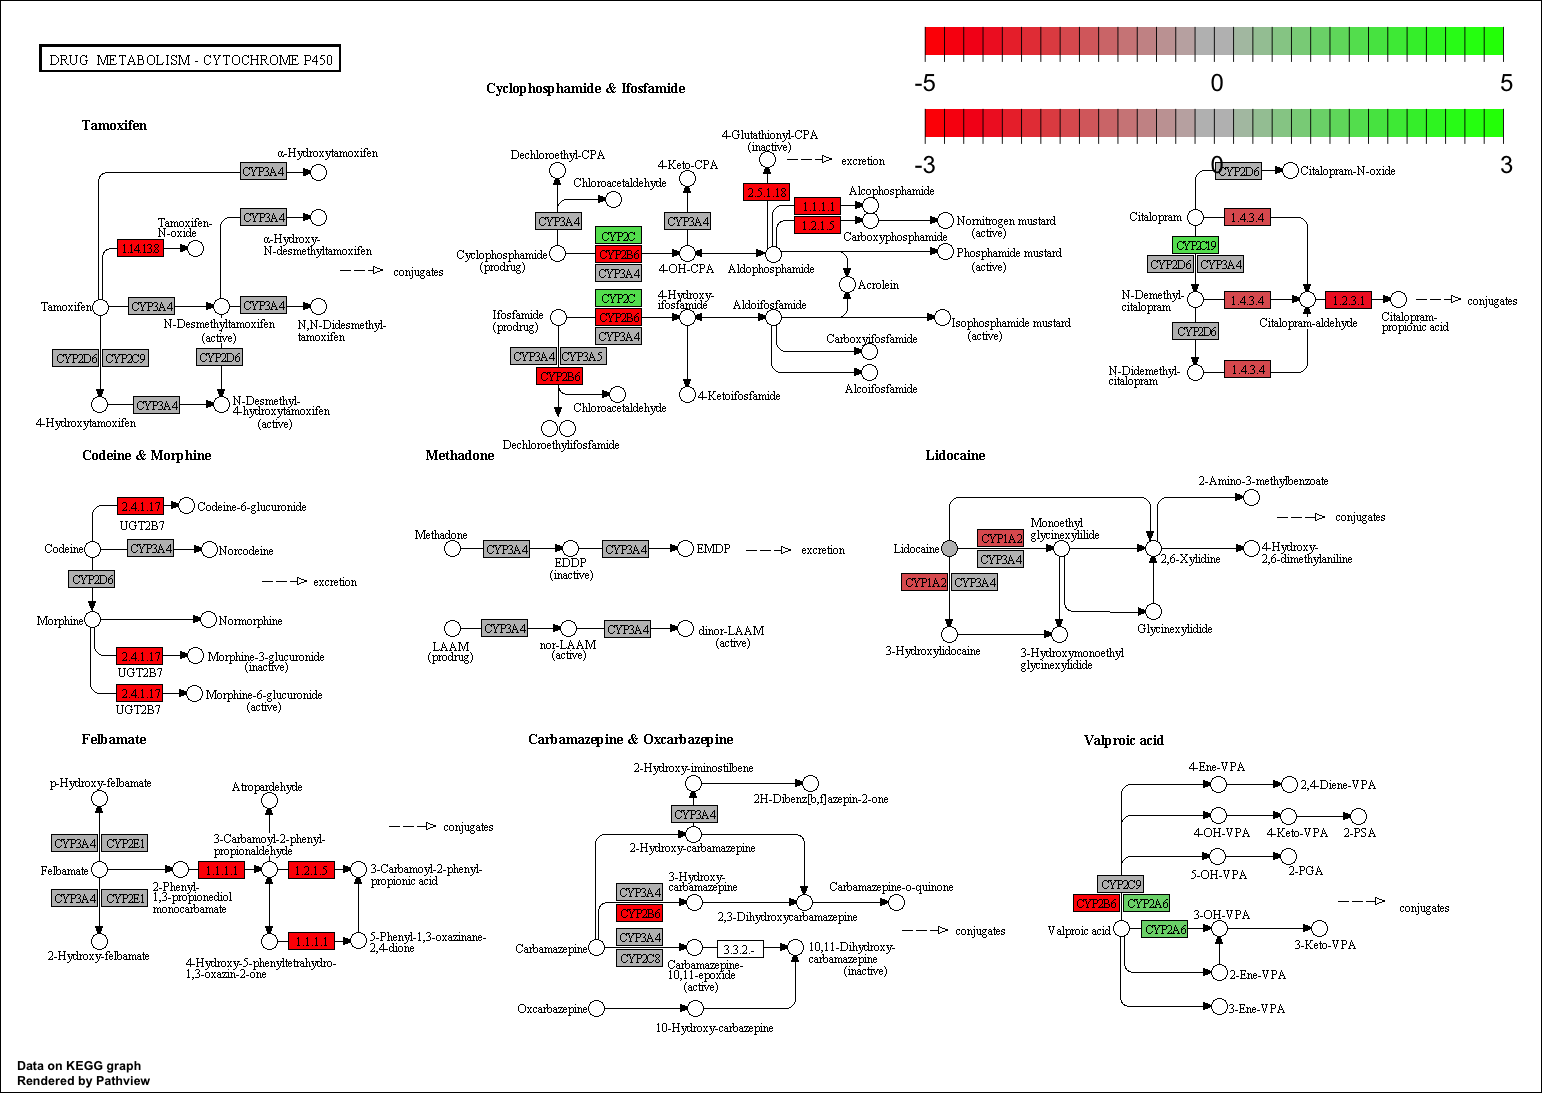 DRUG METABOLISM - CYTOCHROME P450
-5
0
5
-3
0
3
Tamoxifen
α-Hydroxytamoxifen
CYP3A4
Tamoxifen-
N-oxide
CYP3A4
1.14.13.8
α-Hydroxy-
N-desmethyltamoxifen
conjugates
Tamoxifen
CYP3A4
CYP3A4
N-Desmethyltamoxifen
(active)
N,N-Didesmethyl-
tamoxifen
CYP2D6
CYP2C9
CYP2D6
CYP3A4
N-Desmethyl-
4-hydroxytamoxifen
(active)
4-Hydroxytamoxifen
Cyclophosphamide & Ifosfamide
4-Glutathionyl-CPA
(inactive)
excretion
Dechloroethyl-CPA
4-Keto-CPA
Chloroacetaldehyde
2.5.1.18
Alcophosphamide
1.1.1.1
CYP3A4
CYP3A4
1.2.1.5
Nornitrogen mustard
(active)
Carboxyphosphamide
CYP2C
Cyclophosphamide
(prodrug)
CYP2B6
CYP3A4
4-OH-CPA
Aldophosphamide
Phosphamide mustard
(active)
Acrolein
CYP2C
4-Hydroxy-
ifosfamide
Aldoifosfamide
Ifosfamide
(prodrug)
CYP2B6
CYP3A4
Isophosphamide mustard
(active)
Carboxyifosfamide
CYP3A4
CYP3A5
CYP2B6
Alcoifosfamide
4-Ketoifosfamide
Chloroacetaldehyde
Dechloroethylifosfamide
CYP2D6
Citalopram-N-oxide
Citalopram
1.4.3.4
CYP2C19
CYP2D6
CYP3A4
N-Demethyl-
citalopram
1.4.3.4
1.2.3.1
conjugates
Citalopram-aldehyde
Citalopram-
propionic acid
CYP2D6
N-Didemethyl-
citalopram
1.4.3.4
Codeine & Morphine
2.4.1.17
Codeine-6-glucuronide
UGT2B7
Codeine
CYP3A4
Norcodeine
CYP2D6
excretion
Morphine
Normorphine
2.4.1.17
Morphine-3-glucuronide
(inactive)
UGT2B7
2.4.1.17
Morphine-6-glucuronide
(active)
UGT2B7
Methadone
Methadone
CYP3A4
CYP3A4
EMDP
excretion
EDDP
(inactive)
CYP3A4
CYP3A4
LAAM
(prodrug)
nor-LAAM
(active)
dinor-LAAM
(active)
Lidocaine
2-Amino-3-methylbenzoate
conjugates
Monoethyl
glycinexylilide
CYP1A2
CYP3A4
Lidocaine
2,6-Xylidine
4-Hydroxy-
2,6-dimethylaniline
CYP1A2
CYP3A4
Glycinexylidide
3-Hydroxylidocaine
3-Hydroxymonoethyl
glycinexylidide
Felbamate
p-Hydroxy-felbamate
Atropardehyde
conjugates
CYP3A4
CYP2E1
3-Carbamoyl-2-phenyl-
propionaldehyde
Felbamate
1.1.1.1
1.2.1.5
3-Carbamoyl-2-phenyl-
propionic acid
CYP3A4
CYP2E1
2-Phenyl-
1,3-propionediol
monocarbamate
1.1.1.1
5-Phenyl-1,3-oxazinane-
2,4-dione
2-Hydroxy-felbamate
4-Hydroxy-5-phenyltetrahydro-
1,3-oxazin-2-one
Carbamazepine & Oxcarbazepine
2-Hydroxy-iminostilbene
2H-Dibenz[b,f]azepin-2-one
CYP3A4
2-Hydroxy-carbamazepine
3-Hydroxy-
carbamazepine
Carbamazepine-o-quinone
CYP3A4
CYP2B6
2,3-Dihydroxycarbamazepine
conjugates
CYP3A4
CYP2C8
Carbamazepine
3.3.2.-
10,11-Dihydroxy-
carbamazepine
(inactive)
Carbamazepine-
10,11-epoxide
(active)
Oxcarbazepine
10-Hydroxy-carbazepine
Valproic acid
4-Ene-VPA
2,4-Diene-VPA
4-OH-VPA
4-Keto-VPA
2-PSA
5-OH-VPA
2-PGA
CYP2C9
CYP2B6
CYP2A6
conjugates
3-OH-VPA
Valproic acid
CYP2A6
3-Keto-VPA
2-Ene-VPA
3-Ene-VPA
Data on KEGG graph
Rendered by Pathview